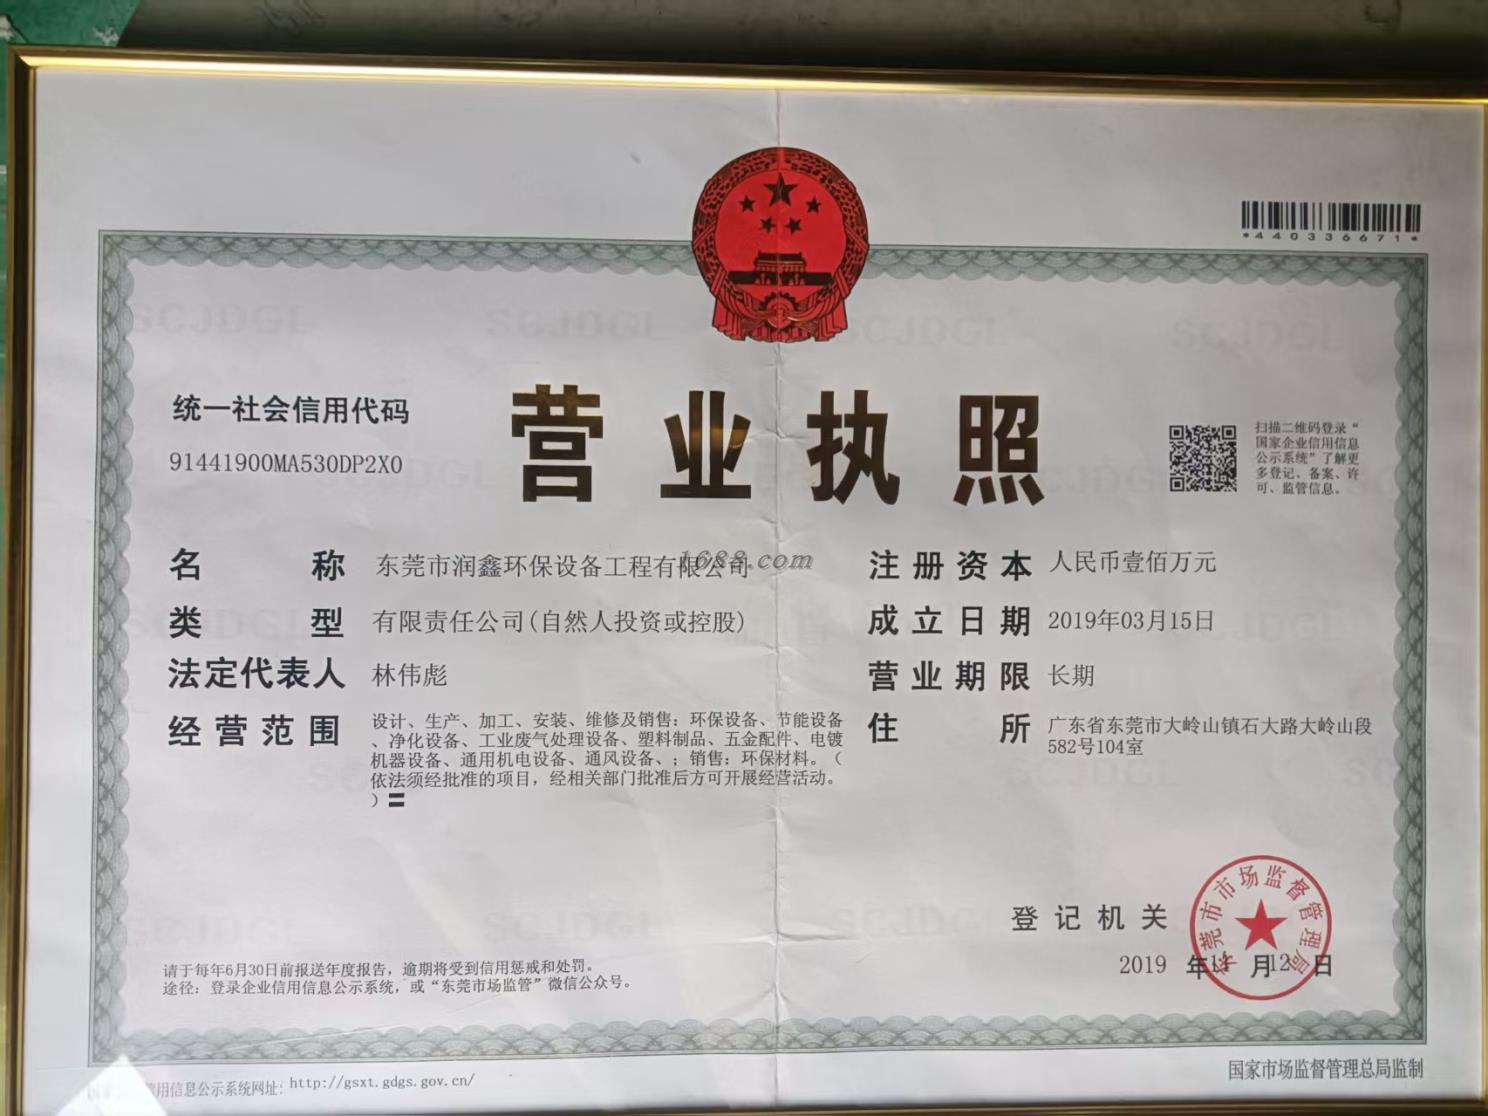 *440336671*
统一社会信用代码
91441900MA530DP2X0
营业执照
扫描二维码登录“
国家企业信用信息
公示系统”了解更
多登记、备案、许
可、监管信息。
名称 东莞市润鑫环保设备工程有限公司
1688.com
类型 有限责任公司(自然人投资或控股)
法定代表人 林伟彪
经营范围 设计、生产、加工、安装、维修及销售：环保设备、节能设备
、净化设备、工业废气处理设备、塑料制品、五金配件、电镀
机器设备、通用机电设备、通风设备、；销售：环保材料。（
依法须经批准的项目，经相关部门批准后方可开展经营活动。
）〓
注册资本 人民币壹佰万元
成立日期 2019年03月15日
营业期限 长期
住所 广东省东莞市大岭山镇石大路大岭山段
582号104室
登记机关
东莞市市场监督管理局
2019 年 月 日
请于每年6月30日前报送年度报告，逾期将受到信用惩戒和处罚。
途径：登录企业信用信息公示系统，或“东莞市场监管”微信公众号。
信用信息公示系统网址：http://gsxt.gdgs.gov.cn/
国家市场监督管理总局监制
SCJDGL